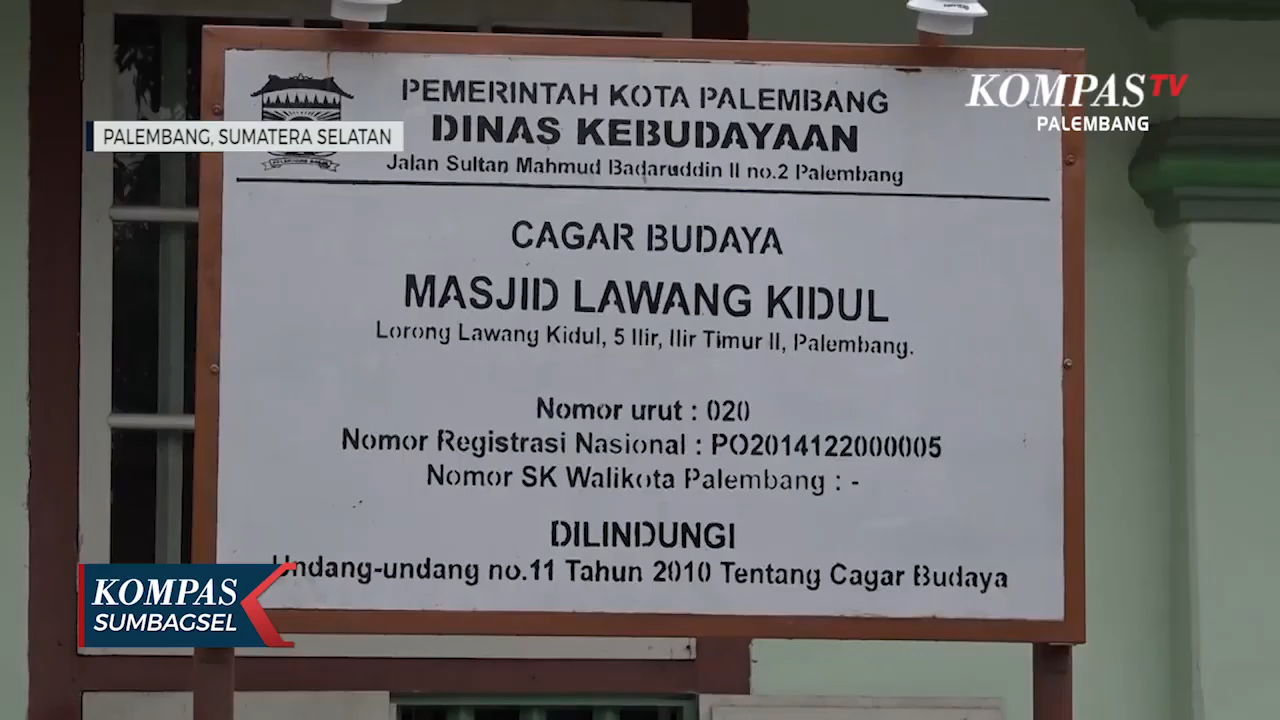 PEMERINTAH KOTA PALEMBANG
DINAS KEBUDAYAAN
Jalan Sultan Mahmud Badaruddin II no.2 Palembang
KOMPASTV
PALEMBANG
PALEMBANG, SUMATERA SELATAN
CAGAR BUDAYA
MASJID LAWANG KIDUL
Lorong Lawang Kidul, 5 Ilir, Ilir Timur II, Palembang.
Nomor urut : 020
Nomor Registrasi Nasional : PO2014122000005
Nomor SK Walikota Palembang : -
DILINDUNGI
Undang-undang no.11 Tahun 2010 Tentang Cagar Budaya
KOMPAS
SUMBAGSEL